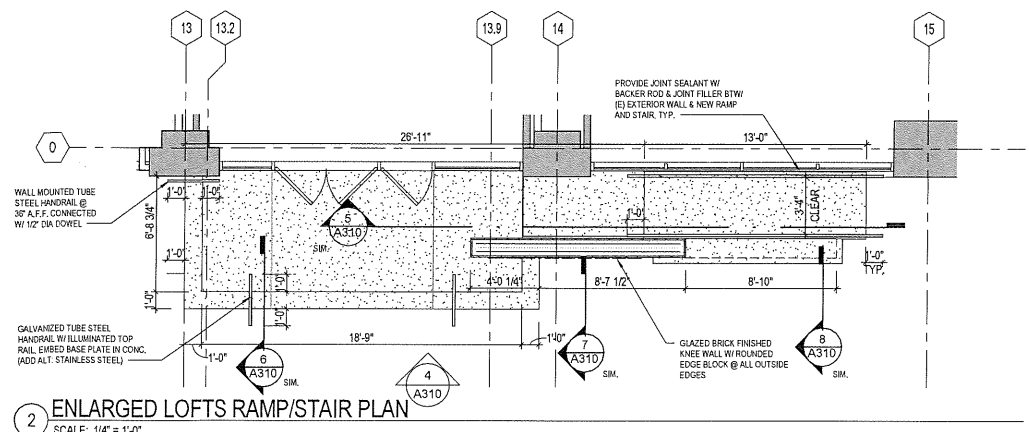 13
13.2
13.9
14
15
0
PROVIDE JOINT SEALANT W/
BACKER ROD & JOINT FILLER BTW/
(E) EXTERIOR WALL & NEW RAMP
AND STAIR, TYP.
26'-11"
13'-0"
WALL MOUNTED TUBE
STEEL HANDRAIL @
36" A.F.F. CONNECTED
W/ 1/2" DIA DOWEL
1'-0"
1'-0"
6'-8 3/4"
1'-0"
1'-0"
5
A310
SIM.
1'-0"
3'-4"
CLEAR
1'-0"
TYP.
1'-0"
1'-0"
4'-0 1/4"
8'-7 1/2"
8'-10"
GALVANIZED TUBE STEEL
HANDRAIL W/ ILLUMINATED TOP
RAIL, EMBED BASE PLATE IN CONC.
(ADD ALT: STAINLESS STEEL)
1'-0"
18'-9"
1'-0"
6
A310
SIM.
4
A310
7
A310
SIM.
GLAZED BRICK FINISHED
KNEE WALL W/ ROUNDED
EDGE BLOCK @ ALL OUTSIDE
EDGES
8
A310
SIM.
2
ENLARGED LOFTS RAMP/STAIR PLAN
SCALE: 1/4" = 1'-0"